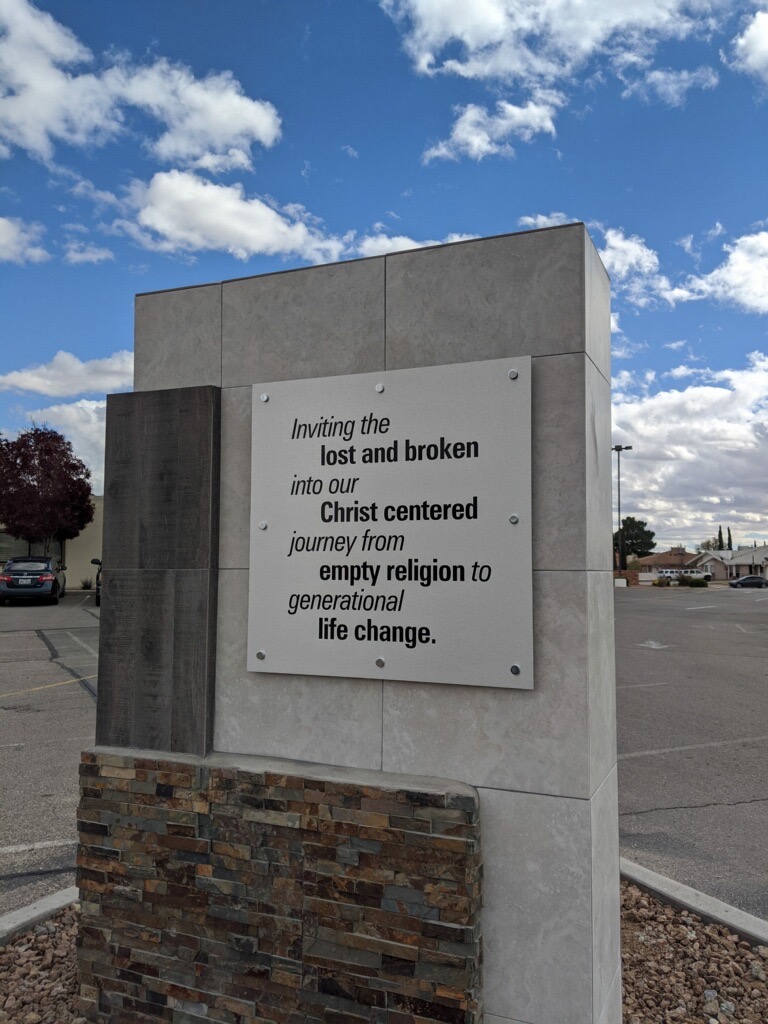 Inviting the
lost and broken
into our
Christ centered
journey from
empty religion to
generational
life change.